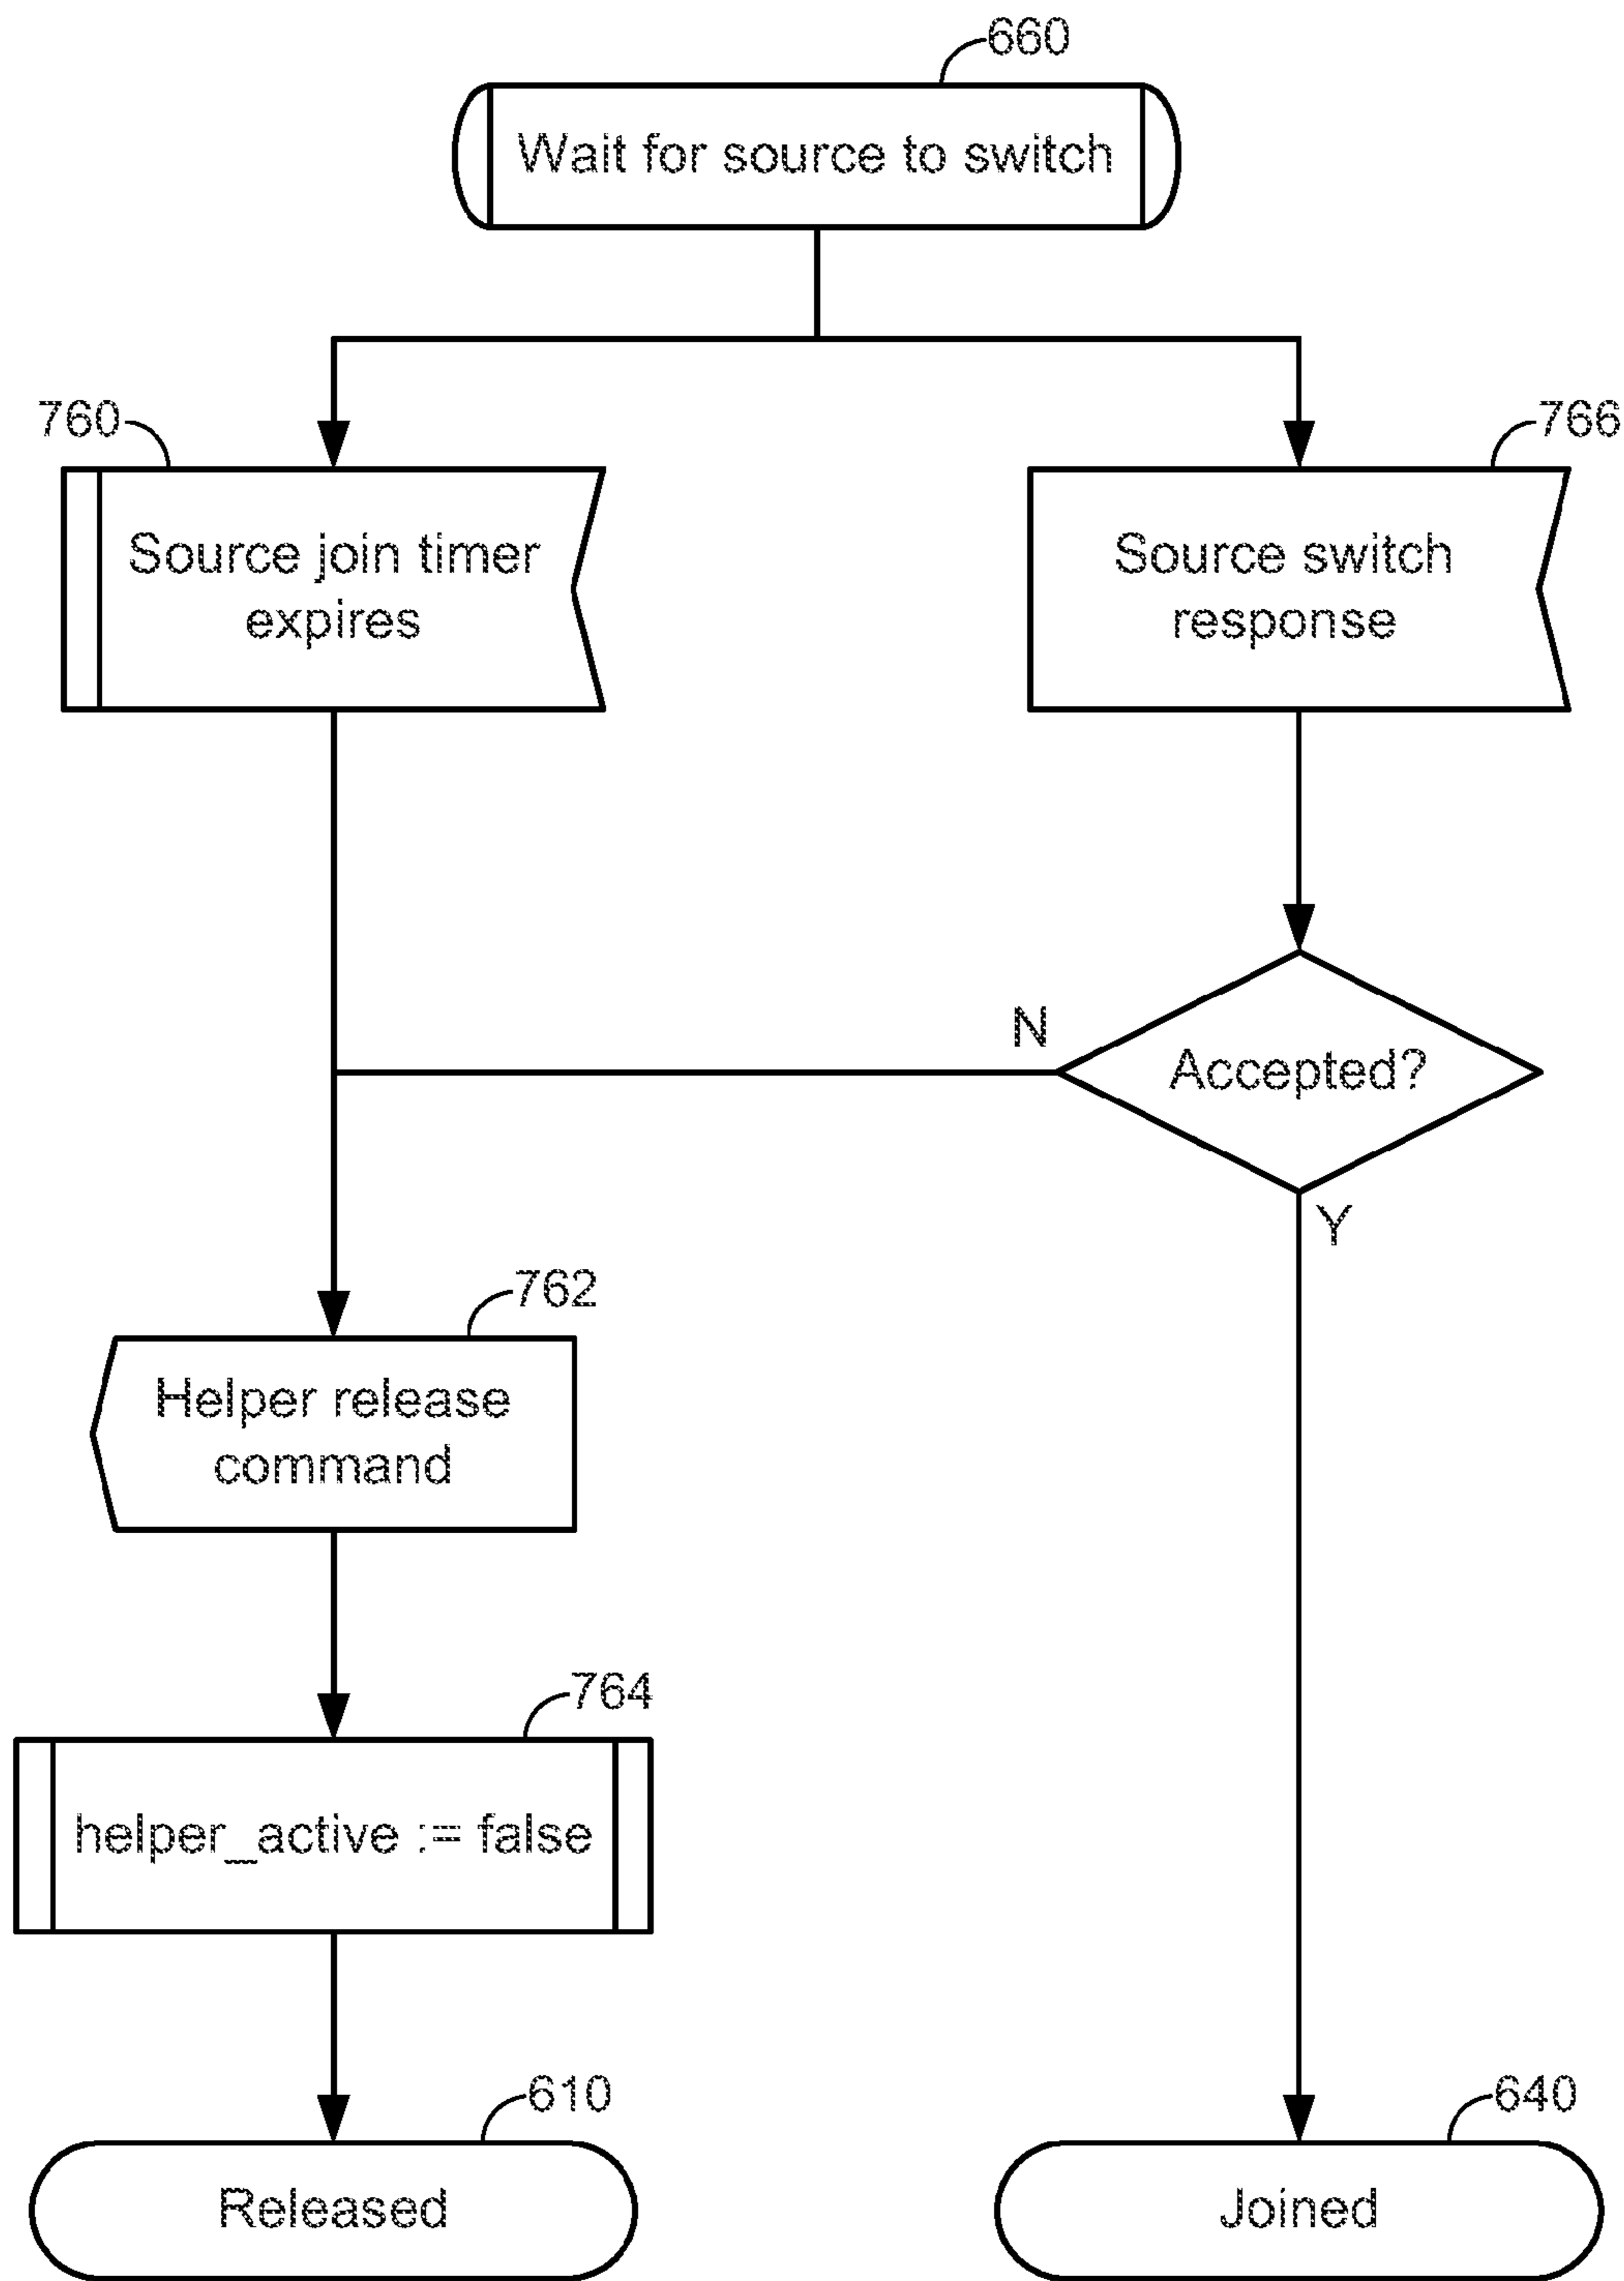 660
Wait for source to switch
760
766
Source join timer
expires
Source switch
response
N
Accepted?
Y
762
Helper release
command
764
helper_active := false
610
640
Released
Joined